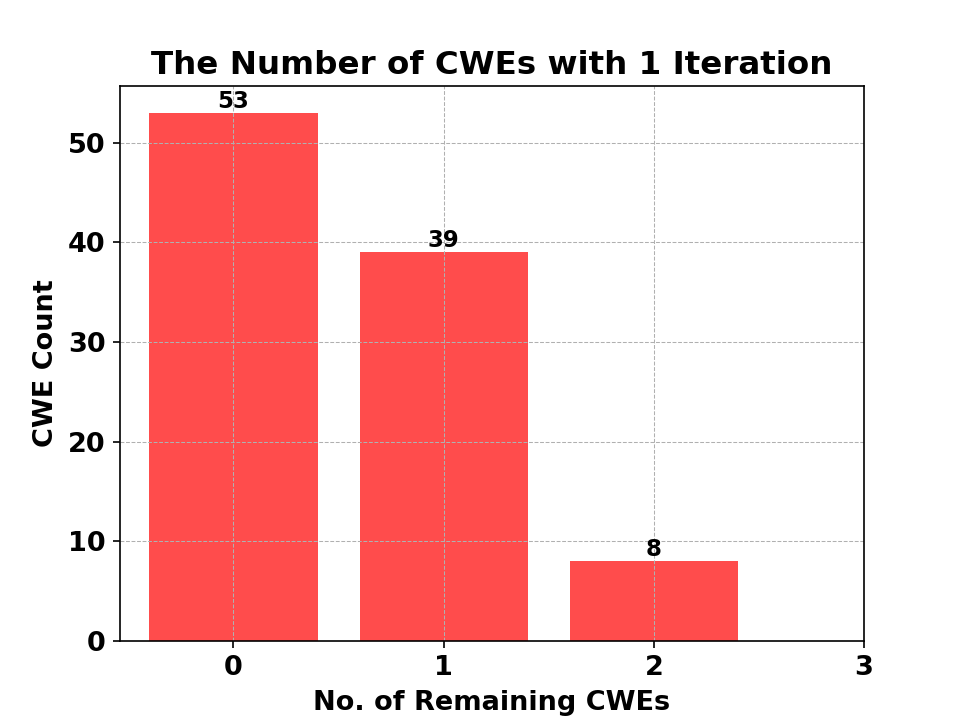 The Number of CWEs with 1 Iteration
53
50
40
39
30
20
10
8
0
CWE Count
0 1 2 3
No. of Remaining CWEs